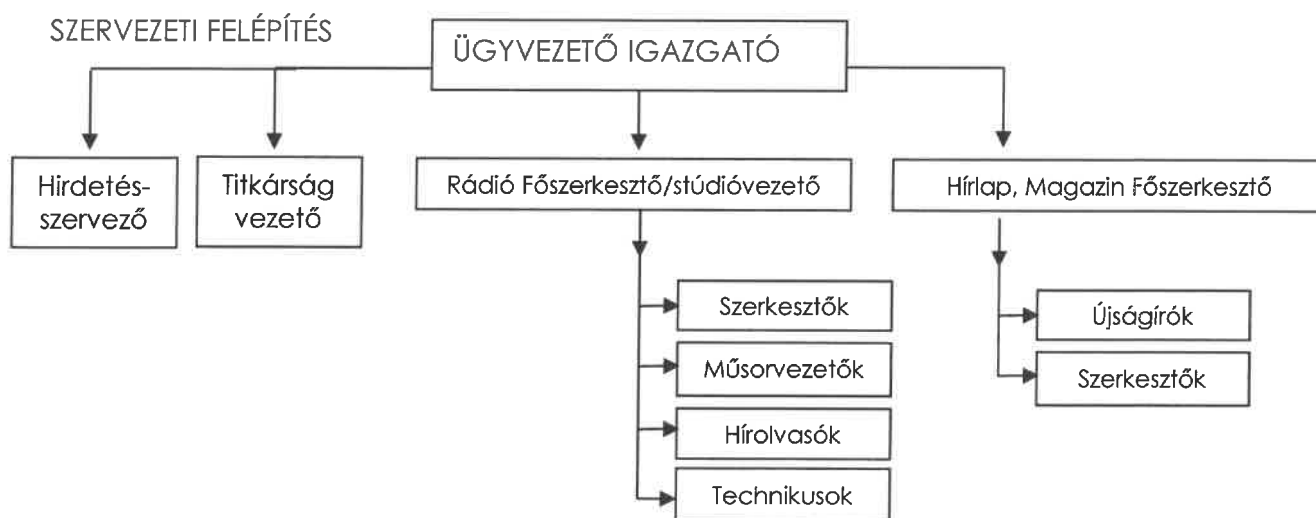 SZERVEZETI FELÉPÍTÉS
ÜGYVEZETŐ IGAZGATÓ
Hirdetés-
szervező
Titkárság
vezető
Rádió Főszerkesztő/stúdióvezető
Hírlap, Magazin Főszerkesztő
Szerkesztők
Műsorvezetők
Hírolvasók
Technikusok
Újságírók
Szerkesztők